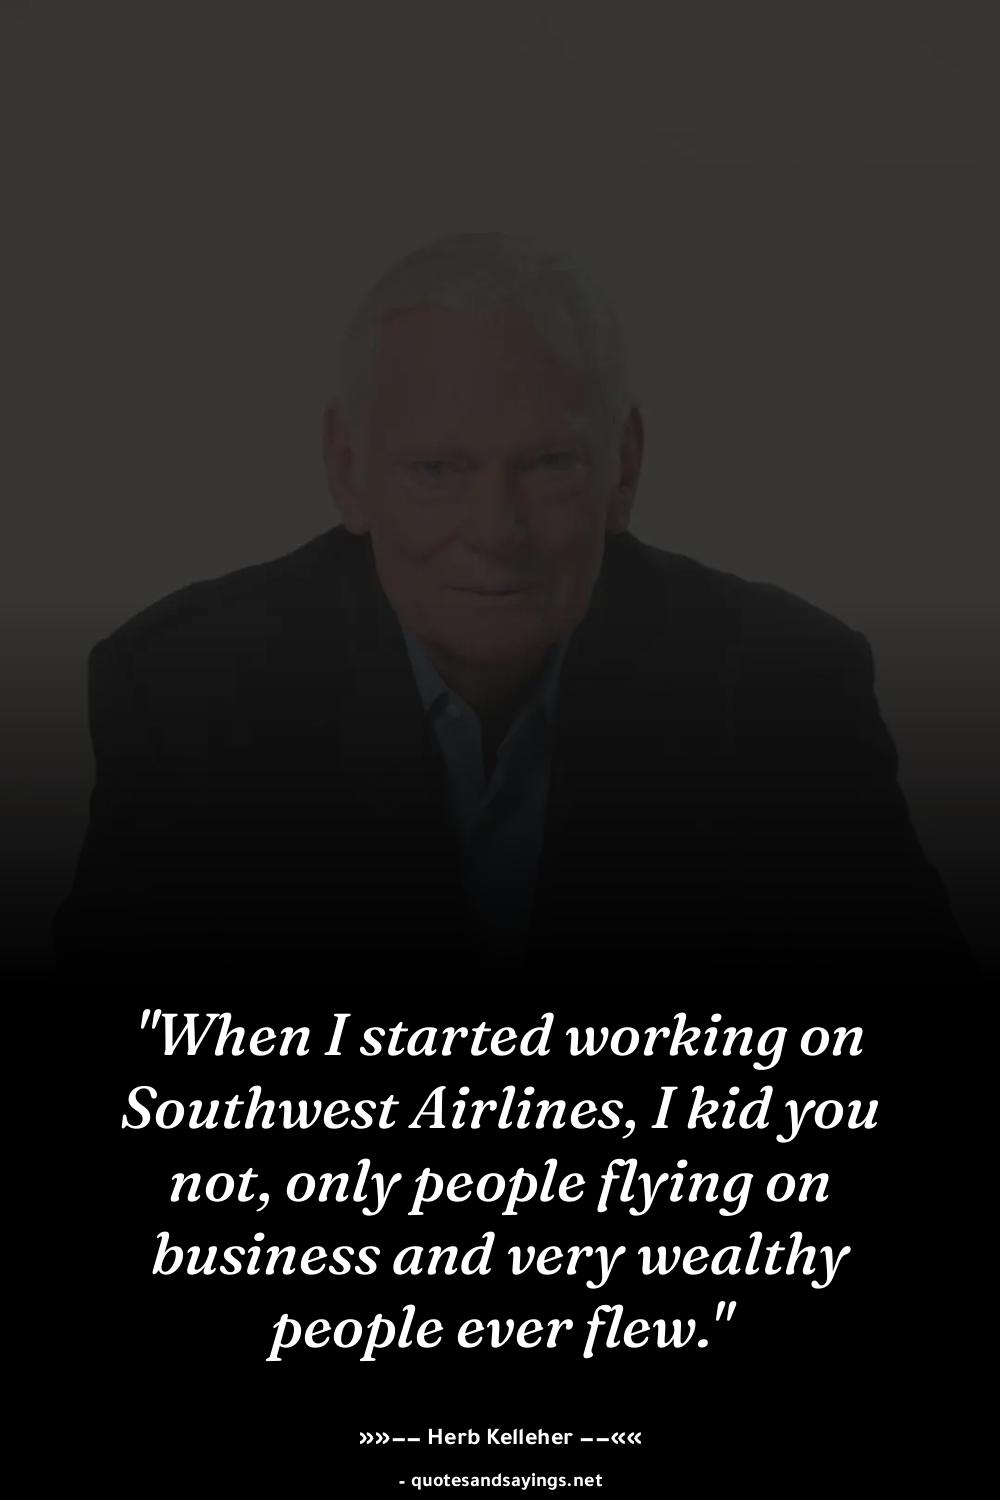 "When I started working on
Southwest Airlines, I kid you
not, only people flying on
business and very wealthy
people ever flew."
»»−− Herb Kelleher −−««
- quotesandsayings.net